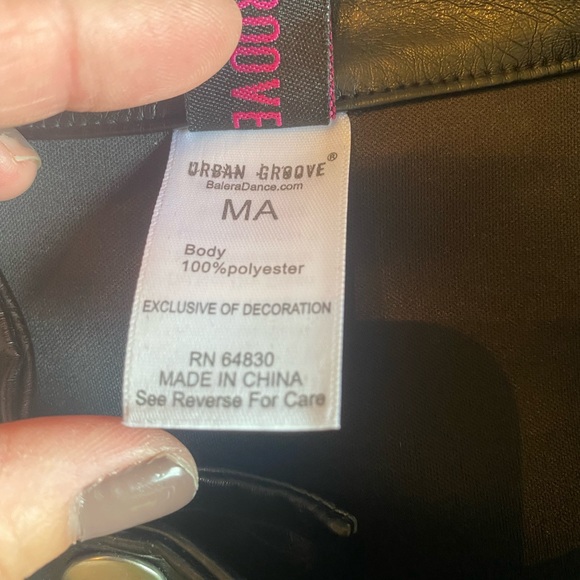 ROOVE
URBAN GROOVE®
BaleraDance.com
MA
Body
100%polyester
EXCLUSIVE OF DECORATION
RN 64830
MADE IN CHINA
See Reverse For Care